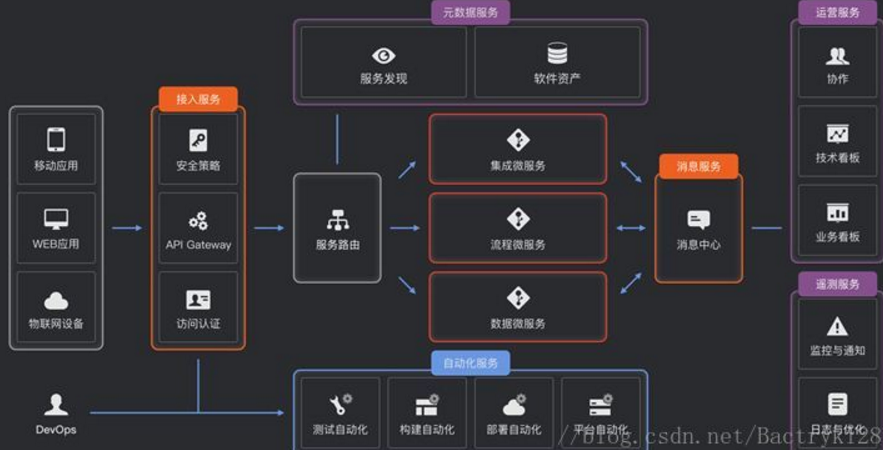 元数据服务
运营服务
服务发现
软件资产
协作
接入服务
移动应用
安全策略
集成微服务
消息服务
技术看板
WEB应用
API Gateway
服务路由
流程微服务
消息中心
业务看板
遥测服务
物联网设备
访问认证
数据微服务
监控与通知
自动化服务
DevOps
测试自动化
构建自动化
部署自动化
平台自动化
日志与优化
//blog.csdn.net/Bactryk128